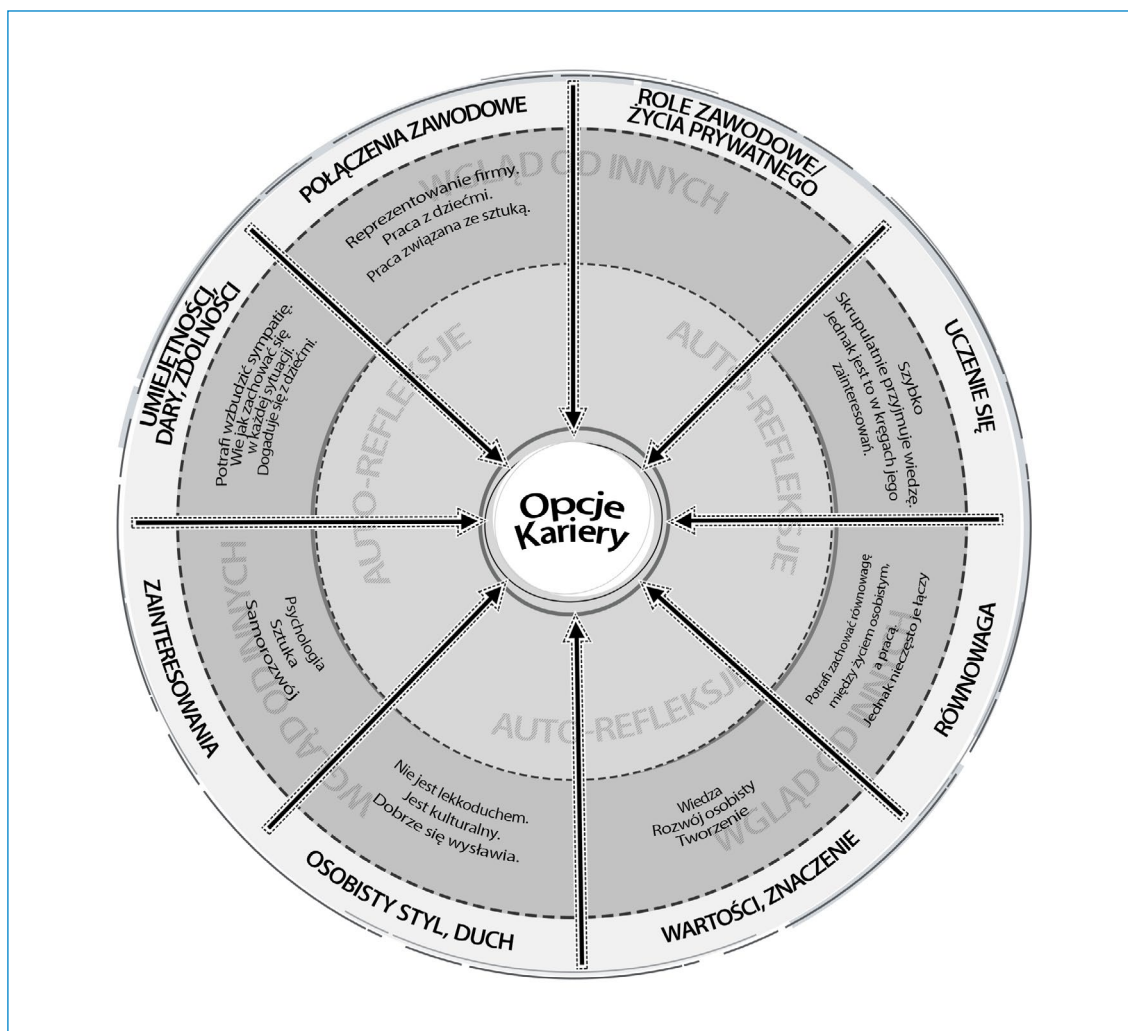 POŁĄCZENIA ZAWODOWE
ROLE ZAWODOWE/
ŻYCIA PRYWATNEGO
WGLĄD OD INNYCH
Reprezentowanie firmy.
Praca z dziećmi.
Praca związana ze sztuką.
UMIEJĘTNOŚCI,
DARY, ZDOLNOŚCI
Potrafi wzbudzić sympatię.
Wie jak zachować się
w każdej sytuacji.
Dogaduje się z dziećmi.
AUTO-REFLEKSJE
AUTO-REFLEKSJE
Szybko
Skrupulatnie przyjmuje wiedzę.
Jednak jest to w kręgach jego
zainteresowań.
UCZENIE SIĘ
Opcje
Kariery
ZAINTERESOWANIA
WGLĄD OD INNYCH
Psychologia
Sztuka
Samorozwój
Potrafi zachować równowagę
między życiem osobistym,
a pracą.
Jednak nieczęsto je łączy
RÓWNOWAGA
AUTO-REFLEKSJE
WGLĄD OD INNYCH
Nie jest lekkoduchem.
Jest kulturalny.
Dobrze się wysławia.
Wiedza
Rozwój osobisty
Tworzenie
OSOBISTY STYL, DUCH
WARTOŚCI, ZNACZENIE